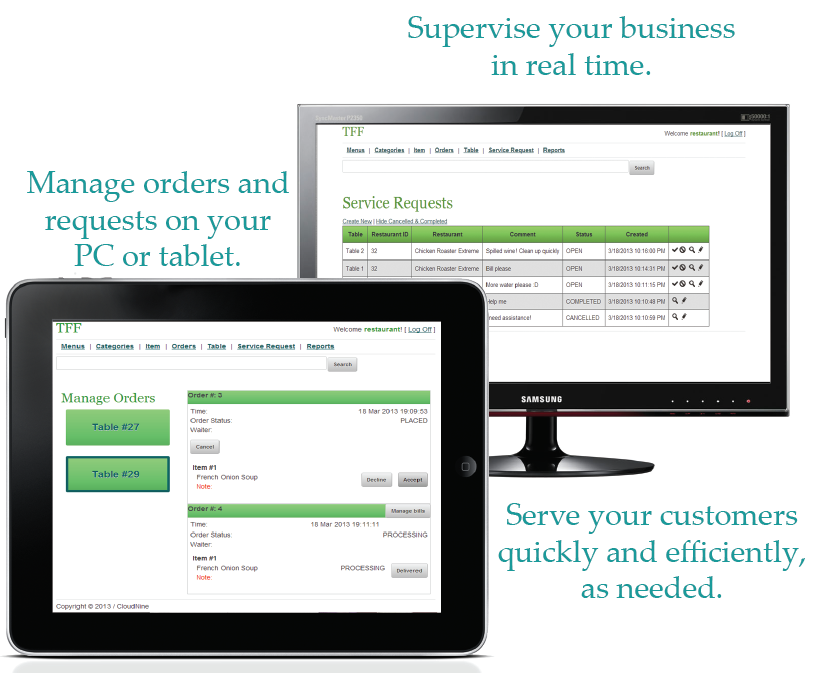 Supervise your business
in real time.
Manage orders and
requests on your
PC or tablet.
TFF
Welcome restaurant! [ Log Off ]
Menus | Categories | Item | Orders | Table | Service Request | Reports
Search
Service Requests
Create New | Hide Cancelled & Completed
Table Restaurant ID Restaurant Comment Status Created
Table 2 32 Chicken Roaster Extreme Spilled wine! Clean up quickly OPEN 3/18/2013 10:16:00 PM
Table 1 32 Chicken Roaster Extreme Bill please OPEN 3/18/2013 10:14:31 PM
More water please :D OPEN 3/18/2013 10:11:15 PM
Help me COMPLETED 3/18/2013 10:10:48 PM
need assistance! CANCELLED 3/18/2013 10:10:59 PM
SAMSUNG
TFF
Welcome restaurant! [ Log Off ]
Menus | Categories | Item | Orders | Table | Service Request | Reports
Search
Manage Orders
Table #27
Table #29
Order #: 3
Time: 18 Mar 2013 19:09:53
Order Status: PLACED
Waiter:
Cancel
Item #1
French Onion Soup Decline Accept
Note:
Order #: 4 Manage bills
Time: 18 Mar 2013 19:11:11
Order Status: PROCESSING
Waiter:
Item #1
French Onion Soup PROCESSING Delivered
Note:
Copyright © 2013 / CloudNine
Serve your customers
quickly and efficiently,
as needed.